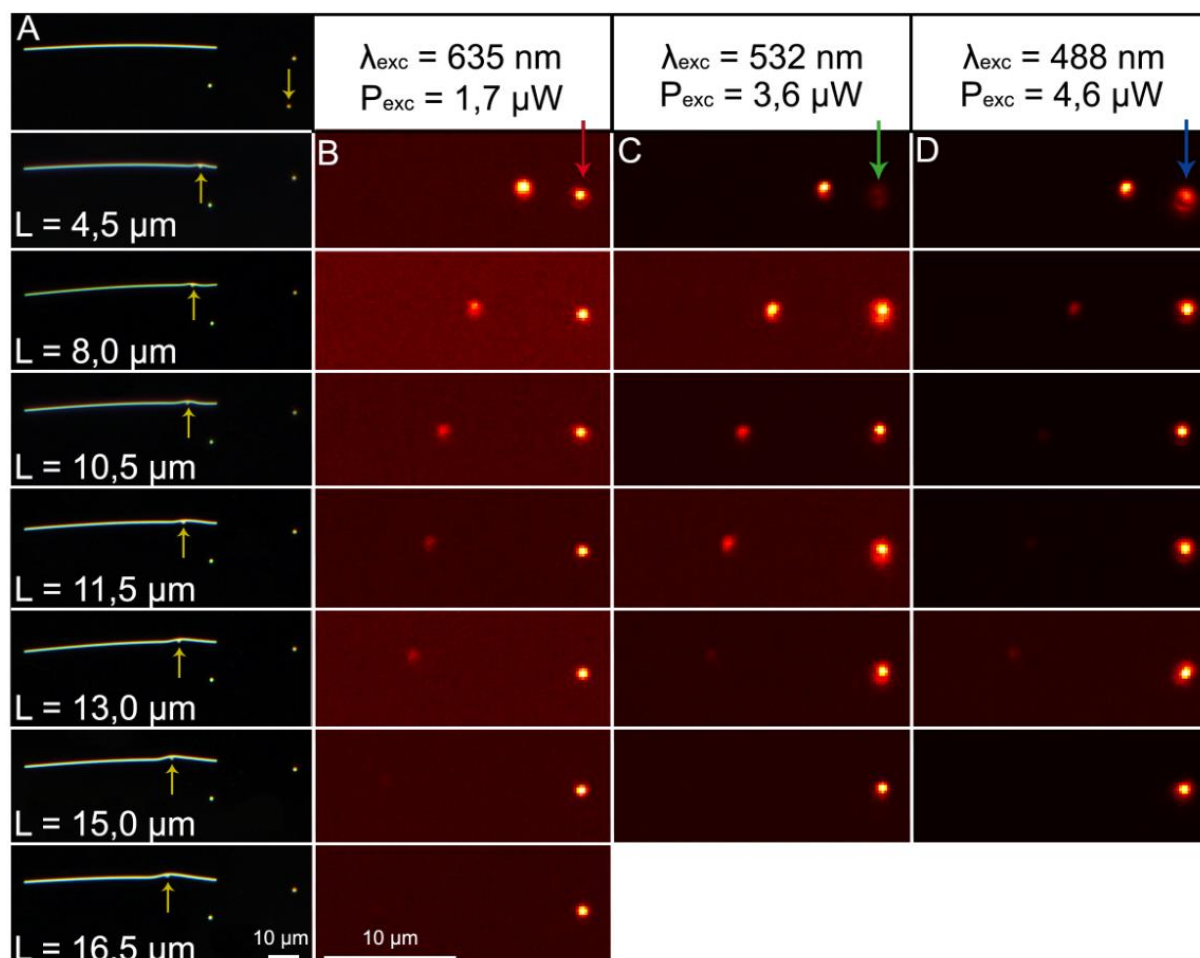 A
λexc = 635 nm
Pexc = 1,7 μW
λexc = 532 nm
Pexc = 3,6 μW
λexc = 488 nm
Pexc = 4,6 μW
B
C
D
L = 4,5 μm
L = 8,0 μm
L = 10,5 μm
L = 11,5 μm
L = 13,0 μm
L = 15,0 μm
L = 16,5 μm
10 μm
10 μm